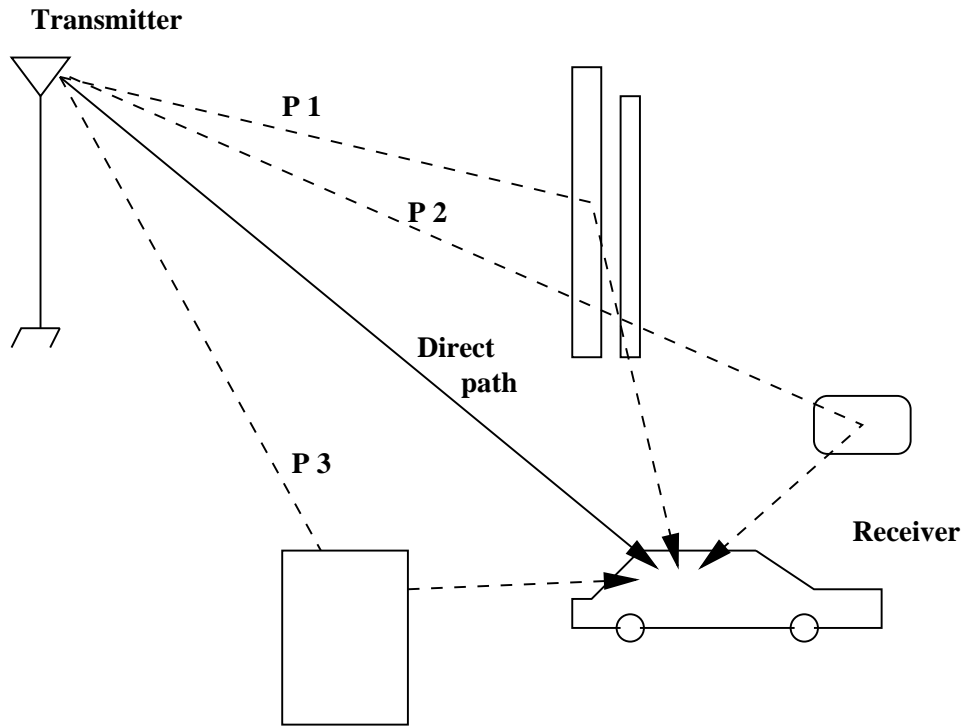 Transmitter
P 1
P 2
Direct
path
P 3
Receiver